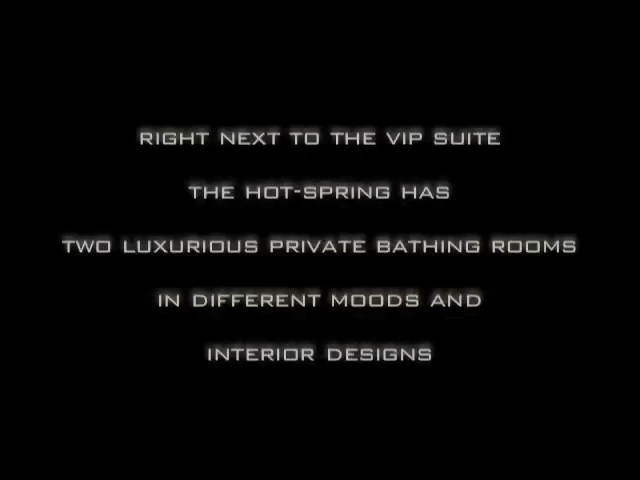 RIGHT NEXT TO THE VIP SUITE
THE HOT-SPRING HAS
TWO LUXURIOUS PRIVATE BATHING ROOMS
IN DIFFERENT MOODS AND
INTERIOR DESIGNS